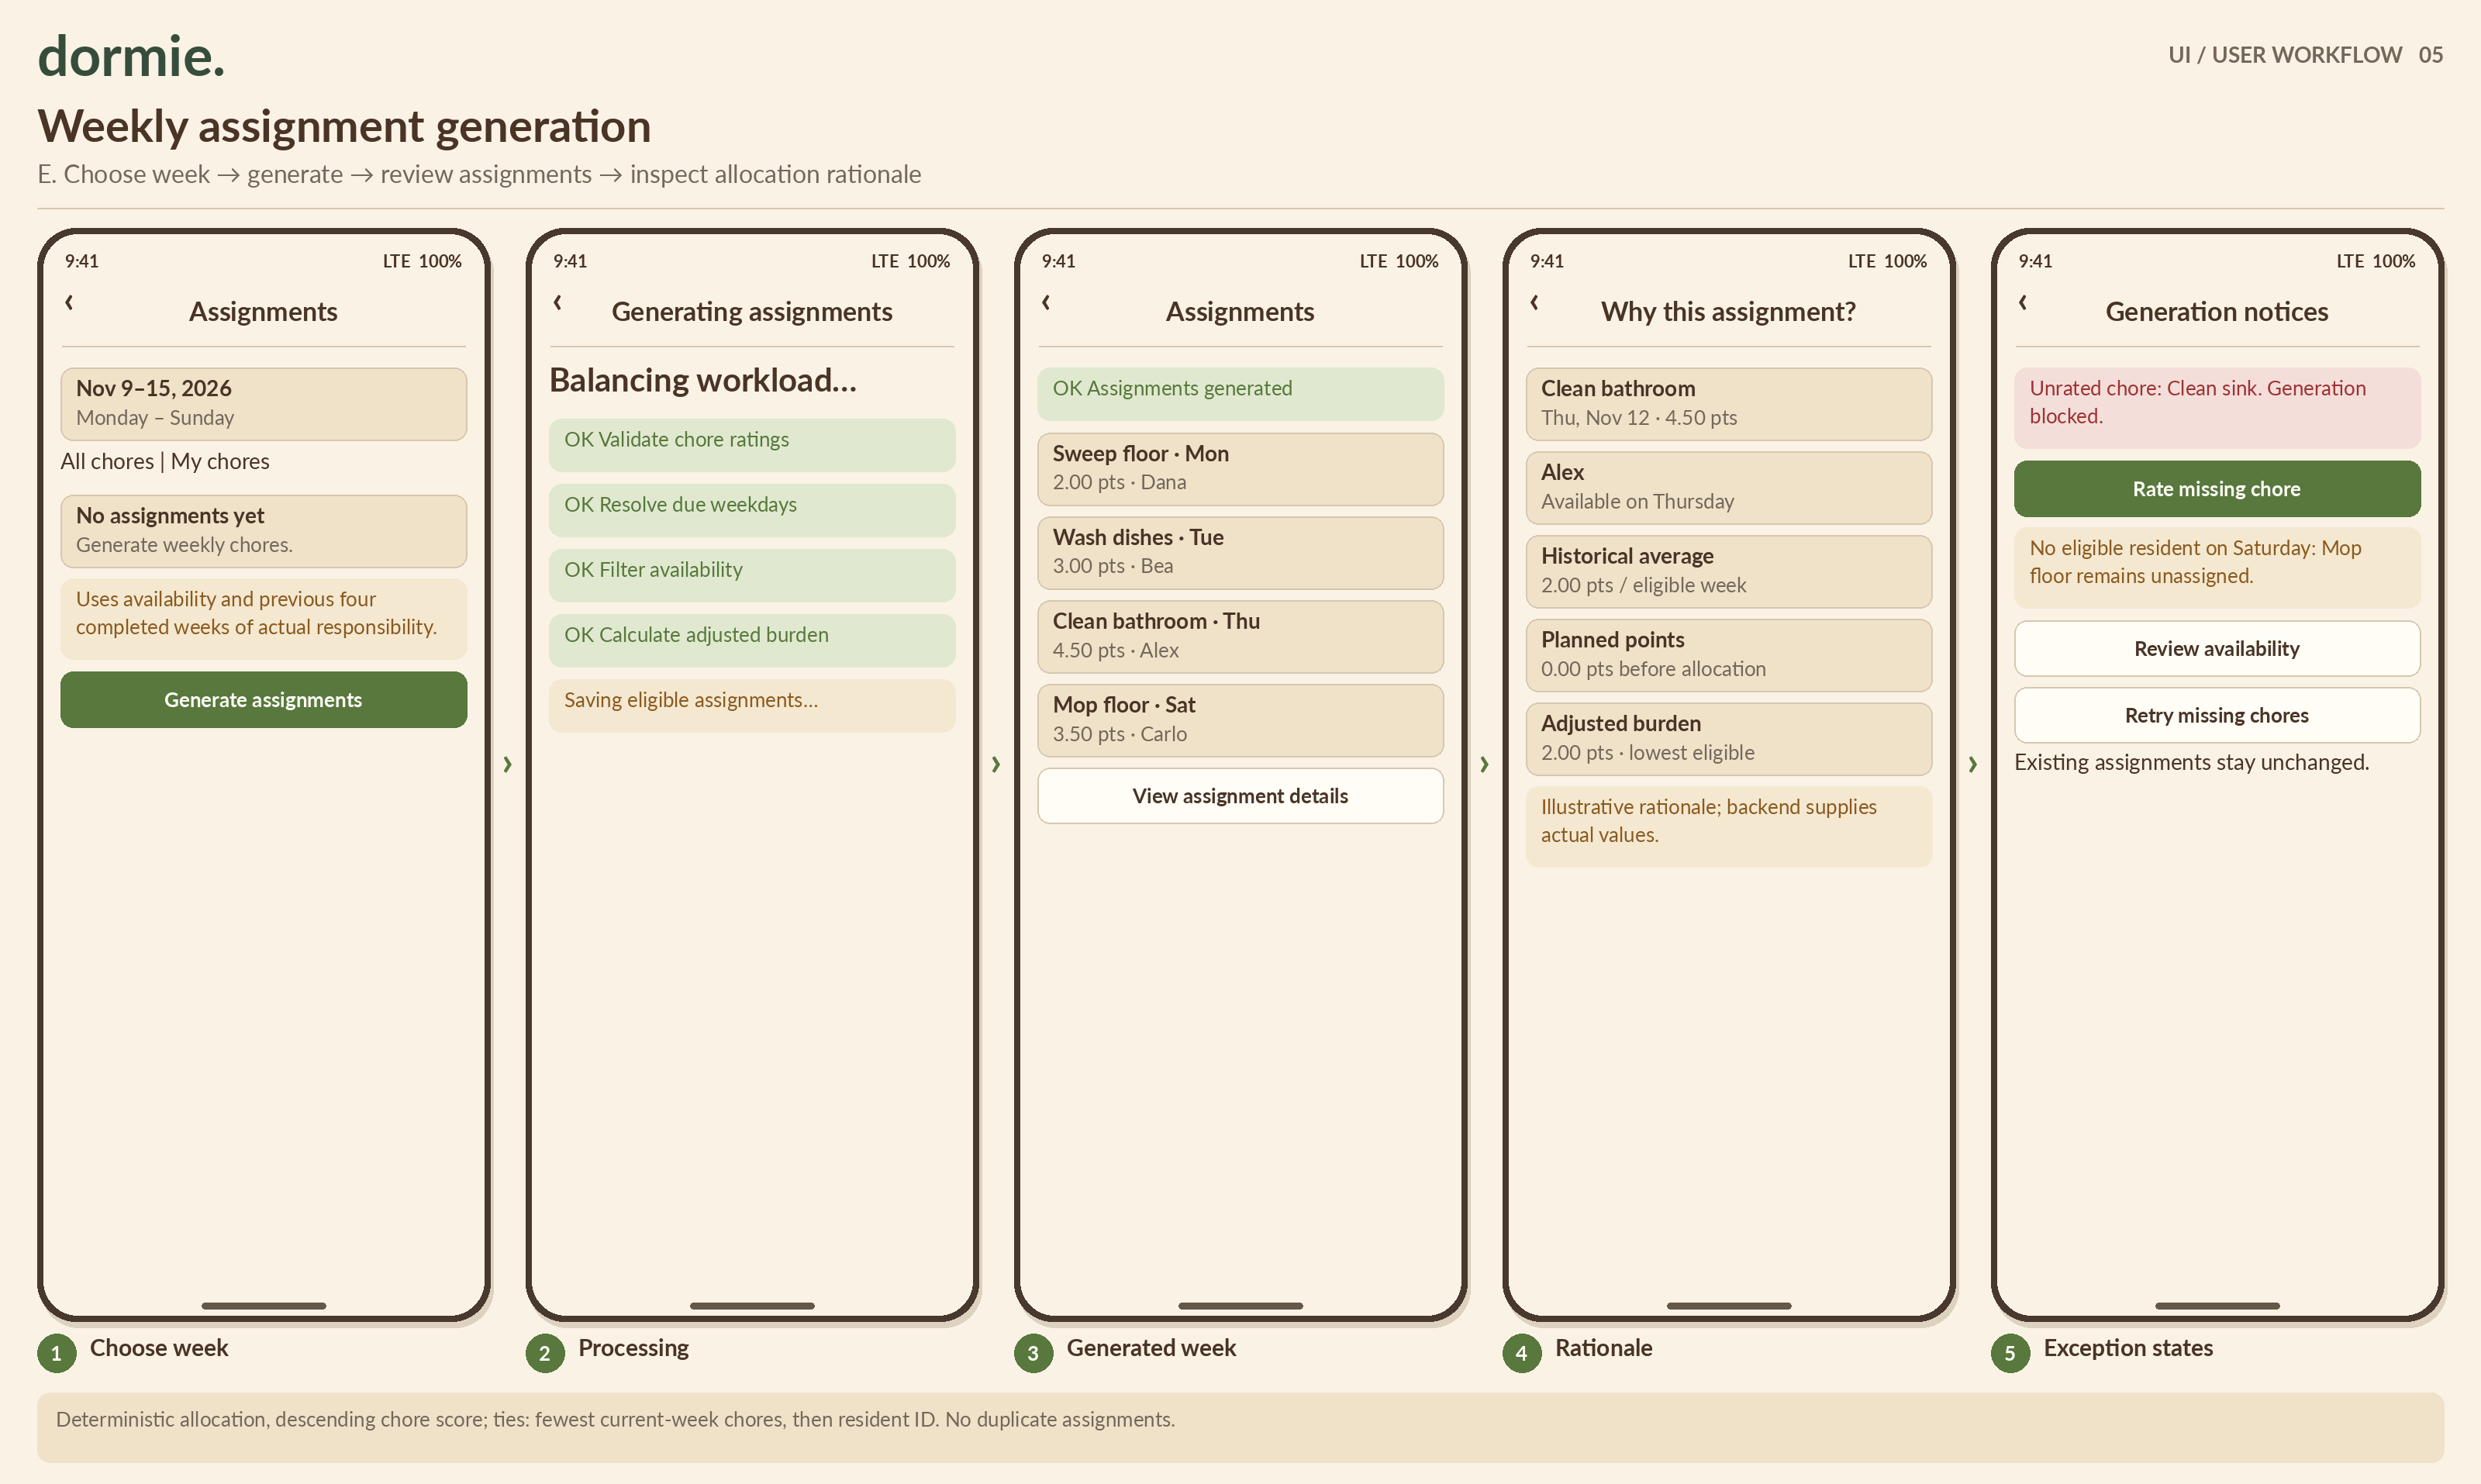 dormie.
UI / USER WORKFLOW 05
Weekly assignment generation
E. Choose week → generate → review assignments → inspect allocation rationale
9:41 LTE 100%
‹
Assignments
Nov 9–15, 2026
Monday – Sunday
All chores | My chores
No assignments yet
Generate weekly chores.
Uses availability and previous four
completed weeks of actual responsibility.
Generate assignments
›
9:41 LTE 100%
‹
Generating assignments
Balancing workload...
OK Validate chore ratings
OK Resolve due weekdays
OK Filter availability
OK Calculate adjusted burden
Saving eligible assignments...
›
9:41 LTE 100%
‹
Assignments
OK Assignments generated
Sweep floor · Mon
2.00 pts · Dana
Wash dishes · Tue
3.00 pts · Bea
Clean bathroom · Thu
4.50 pts · Alex
Mop floor · Sat
3.50 pts · Carlo
View assignment details
›
9:41 LTE 100%
‹
Why this assignment?
Clean bathroom
Thu, Nov 12 · 4.50 pts
Alex
Available on Thursday
Historical average
2.00 pts / eligible week
Planned points
0.00 pts before allocation
Adjusted burden
2.00 pts · lowest eligible
Illustrative rationale; backend supplies
actual values.
›
9:41 LTE 100%
‹
Generation notices
Unrated chore: Clean sink. Generation
blocked.
Rate missing chore
No eligible resident on Saturday: Mop
floor remains unassigned.
Review availability
Retry missing chores
Existing assignments stay unchanged.
1 Choose week
2 Processing
3 Generated week
4 Rationale
5 Exception states
Deterministic allocation, descending chore score; ties: fewest current-week chores, then resident ID. No duplicate assignments.